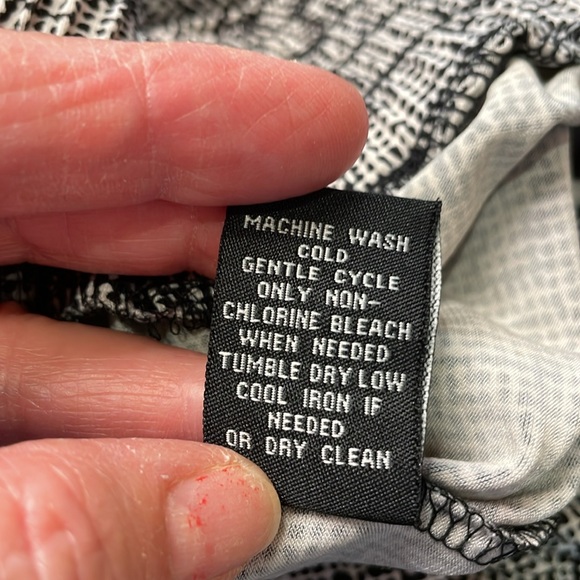 MACHINE WASH
COLD
GENTLE CYCLE
ONLY NON-
CHLORINE BLEACH
WHEN NEEDED
TUMBLE DRY LOW
COOL IRON IF
NEEDED
OR DRY CLEAN